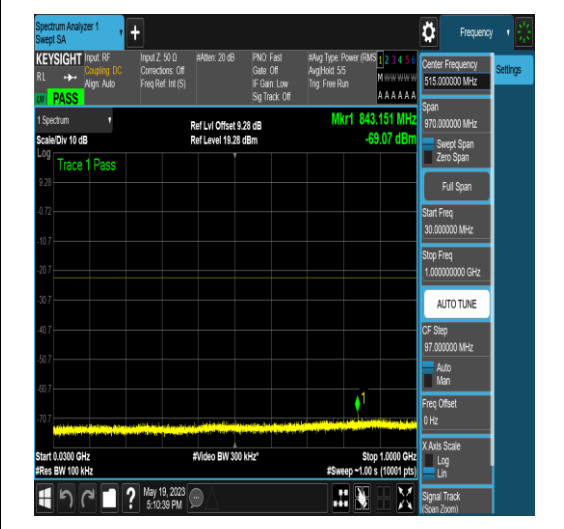 Spectrum Analyzer 1
Swept SA
+
Frequency
KEYSIGHT
RL
PASS
Input: RF
Coupling: DC
Align: Auto
Input Z: 50 Ω
Corrections: Off
Freq Ref: Int (S)
#Atten: 20 dB
PNO: Fast
Gate: Off
IF Gain: Low
Sig Track: Off
#Avg Type: Power (RMS
Avg|Hold: 5/5
Trig: Free Run
1 2 3 4 5 6
M W W W W W
A A A A A A
1 Spectrum
Scale/Div 10 dB
Ref Lvl Offset 9.28 dB
Ref Level 19.28 dBm
Mkr1 843.151 MHz
-69.07 dBm
Log
Trace 1 Pass
9.28
-0.72
-10.7
-20.7
-30.7
-40.7
-50.7
-60.7
-70.7
1
Start 0.0300 GHz
#Res BW 100 kHz
#Video BW 300 kHz*
Stop 1.0000 GHz
#Sweep ~1.00 s (10001 pts)
May 19, 2023
5:10:39 PM
?
Center Frequency
515.000000 MHz
Settings
Span
970.000000 MHz
Swept Span
Zero Span
Full Span
Start Freq
30.000000 MHz
Stop Freq
1.000000000 GHz
AUTO TUNE
CF Step
97.000000 MHz
Auto
Man
Freq Offset
0 Hz
X Axis Scale
Log
Lin
Signal Track
(Span Zoom)